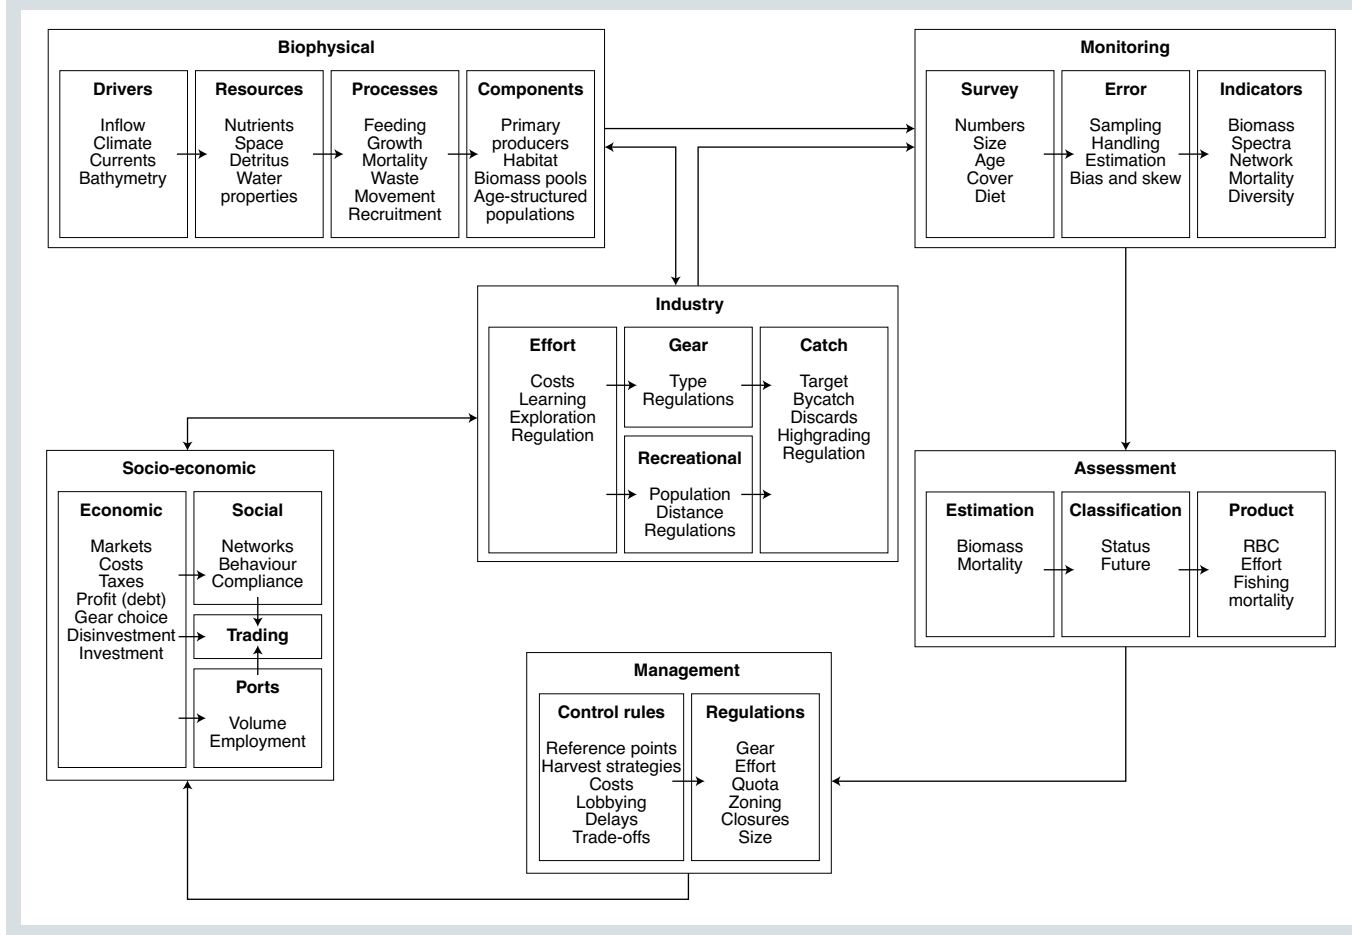 Biophysical
Drivers
Inflow
Climate
Currents
Bathymetry
Resources
Nutrients
Space
Detritus
Water
properties
Processes
Feeding
Growth
Mortality
Waste
Movement
Recruitment
Components
Primary
producers
Habitat
Biomass pools
Age-structured
populations
Monitoring
Survey
Numbers
Size
Age
Cover
Diet
Error
Sampling
Handling
Estimation
Bias and skew
Indicators
Biomass
Spectra
Network
Mortality
Diversity
Industry
Effort
Costs
Learning
Exploration
Regulation
Gear
Type
Regulations
Recreational
Population
Distance
Regulations
Catch
Target
Bycatch
Discards
Highgrading
Regulation
Socio-economic
Economic
Markets
Costs
Taxes
Profit (debt)
Gear choice
Disinvestment
Investment
Social
Networks
Behaviour
Compliance
Trading
Ports
Volume
Employment
Assessment
Estimation
Biomass
Mortality
Classification
Status
Future
Product
RBC
Effort
Fishing
mortality
Management
Control rules
Reference points
Harvest strategies
Costs
Lobbying
Delays
Trade-offs
Regulations
Gear
Effort
Quota
Zoning
Closures
Size